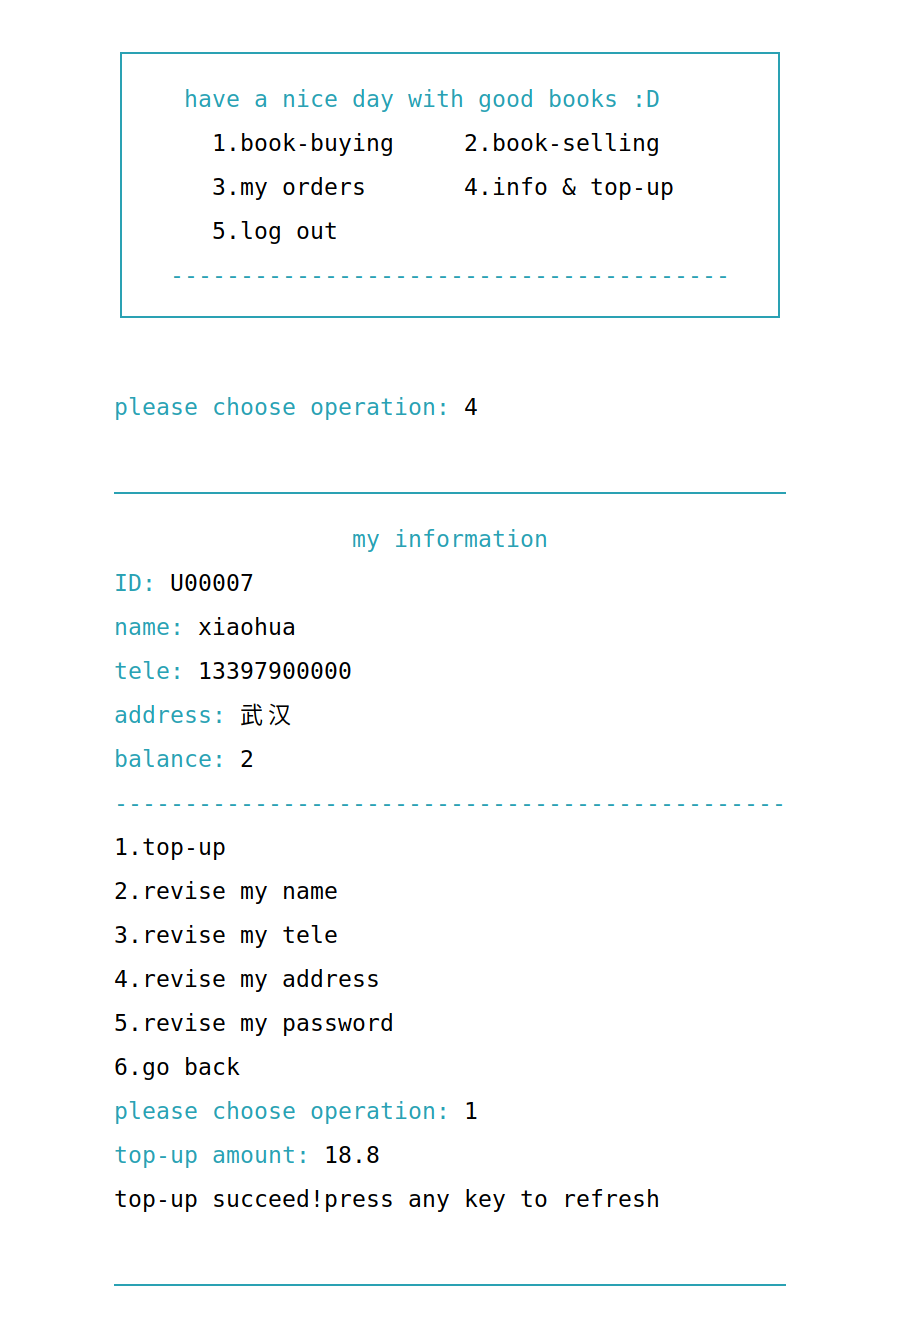 have a nice day with good books :D
1.book-buying     2.book-selling
3.my orders       4.info & top-up
5.log out
----------------------------------------
please choose operation: 4
my information
ID: U00007
name: xiaohua
tele: 13397900000
address: 武汉
balance: 2
------------------------------------------------
1.top-up
2.revise my name
3.revise my tele
4.revise my address
5.revise my password
6.go back
please choose operation: 1
top-up amount: 18.8
top-up succeed!press any key to refresh